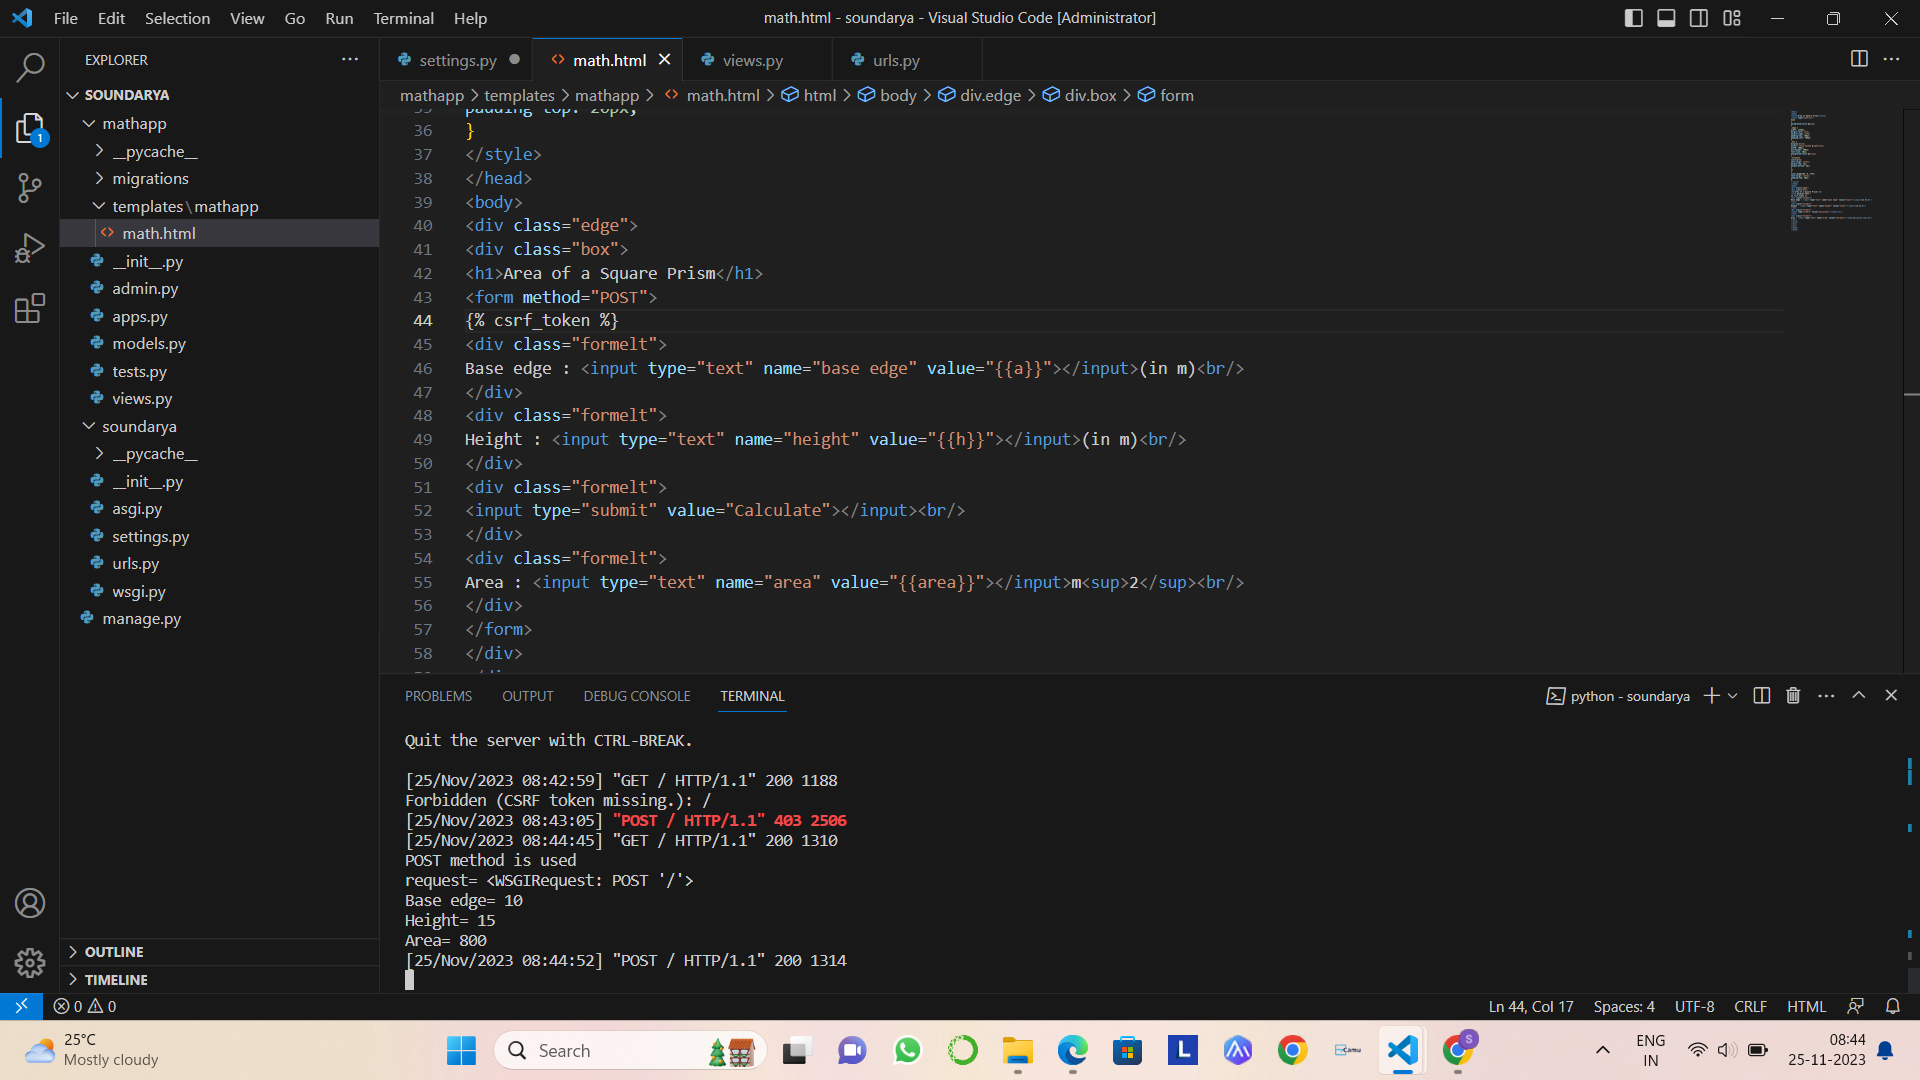 File Edit Selection View Go Run Terminal Help
math.html - soundarya - Visual Studio Code [Administrator]
EXPLORER
SOUNDARYA
mathapp
__pycache__
migrations
templates\mathapp
math.html
__init__.py
admin.py
apps.py
models.py
tests.py
views.py
soundarya
__pycache__
__init__.py
asgi.py
settings.py
urls.py
wsgi.py
manage.py
OUTLINE
TIMELINE
1
settings.py math.html views.py urls.py
mathapp > templates > mathapp > math.html > html > body > div.edge > div.box > form
35 padding-top: 20px;
36 }
37 </style>
38 </head>
39 <body>
40 <div class="edge">
41 <div class="box">
42 <h1>Area of a Square Prism</h1>
43 <form method="POST">
44 {% csrf_token %}
45 <div class="formelt">
46 Base edge : <input type="text" name="base edge" value="{{a}}"></input>(in m)<br/>
47 </div>
48 <div class="formelt">
49 Height : <input type="text" name="height" value="{{h}}"></input>(in m)<br/>
50 </div>
51 <div class="formelt">
52 <input type="submit" value="Calculate"></input><br/>
53 </div>
54 <div class="formelt">
55 Area : <input type="text" name="area" value="{{area}}"></input>m<sup>2</sup><br/>
56 </div>
57 </form>
58 </div>
PROBLEMS OUTPUT DEBUG CONSOLE TERMINAL
python - soundarya
Quit the server with CTRL-BREAK.
[25/Nov/2023 08:42:59] "GET / HTTP/1.1" 200 1188
Forbidden (CSRF token missing.): /
[25/Nov/2023 08:43:05] "POST / HTTP/1.1" 403 2506
[25/Nov/2023 08:44:45] "GET / HTTP/1.1" 200 1310
POST method is used
request= <WSGIRequest: POST '/'>
Base edge= 10
Height= 15
Area= 800
[25/Nov/2023 08:44:52] "POST / HTTP/1.1" 200 1314
0 0
Ln 44, Col 17 Spaces: 4 UTF-8 CRLF HTML
25°C
Mostly cloudy
Search
L
Camu
S
ENG
IN
08:44
25-11-2023